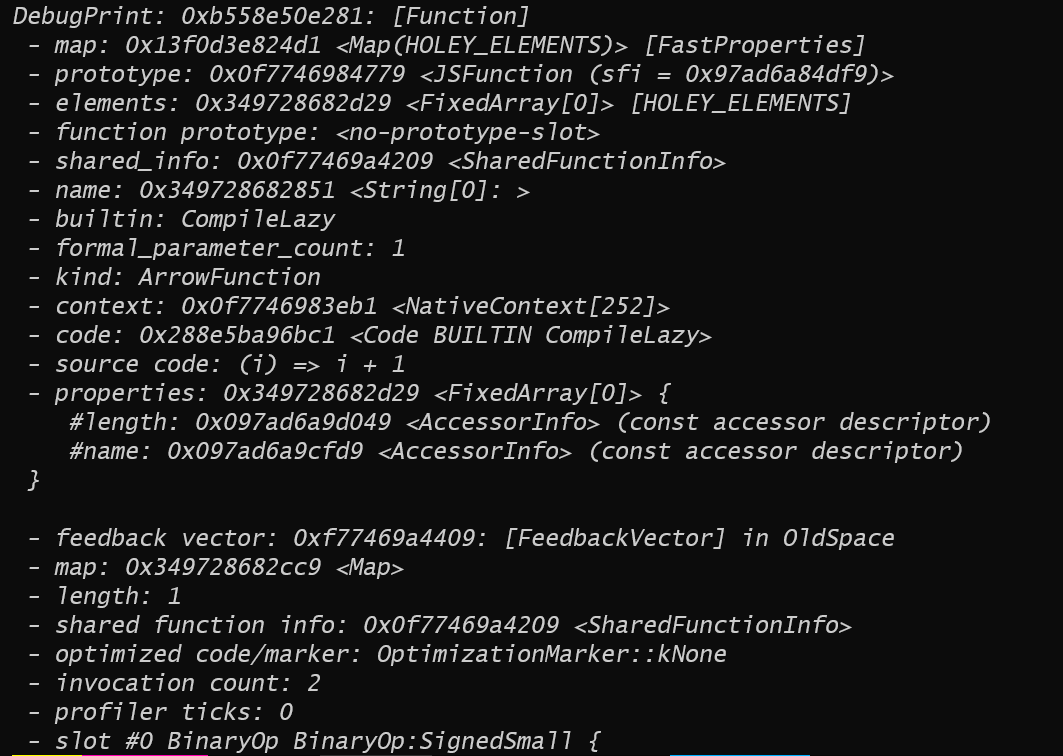 DebugPrint: 0xb558e50e281: [Function]
- map: 0x13f0d3e824d1 <Map(HOLEY_ELEMENTS)> [FastProperties]
- prototype: 0x0f7746984779 <JSFunction (sfi = 0x97ad6a84df9)>
- elements: 0x349728682d29 <FixedArray[0]> [HOLEY_ELEMENTS]
- function prototype: <no-prototype-slot>
- shared_info: 0x0f77469a4209 <SharedFunctionInfo>
- name: 0x349728682851 <String[0]: >
- builtin: CompileLazy
- formal_parameter_count: 1
- kind: ArrowFunction
- context: 0x0f7746983eb1 <NativeContext[252]>
- code: 0x288e5ba96bc1 <Code BUILTIN CompileLazy>
- source code: (i) => i + 1
- properties: 0x349728682d29 <FixedArray[0]> {
#length: 0x097ad6a9d049 <AccessorInfo> (const accessor descriptor)
#name: 0x097ad6a9cfd9 <AccessorInfo> (const accessor descriptor)
}
- feedback vector: 0xf77469a4409: [FeedbackVector] in OldSpace
- map: 0x349728682cc9 <Map>
- length: 1
- shared function info: 0x0f77469a4209 <SharedFunctionInfo>
- optimized code/marker: OptimizationMarker::kNone
- invocation count: 2
- profiler ticks: 0
- slot #0 BinaryOp BinaryOp:SignedSmall {